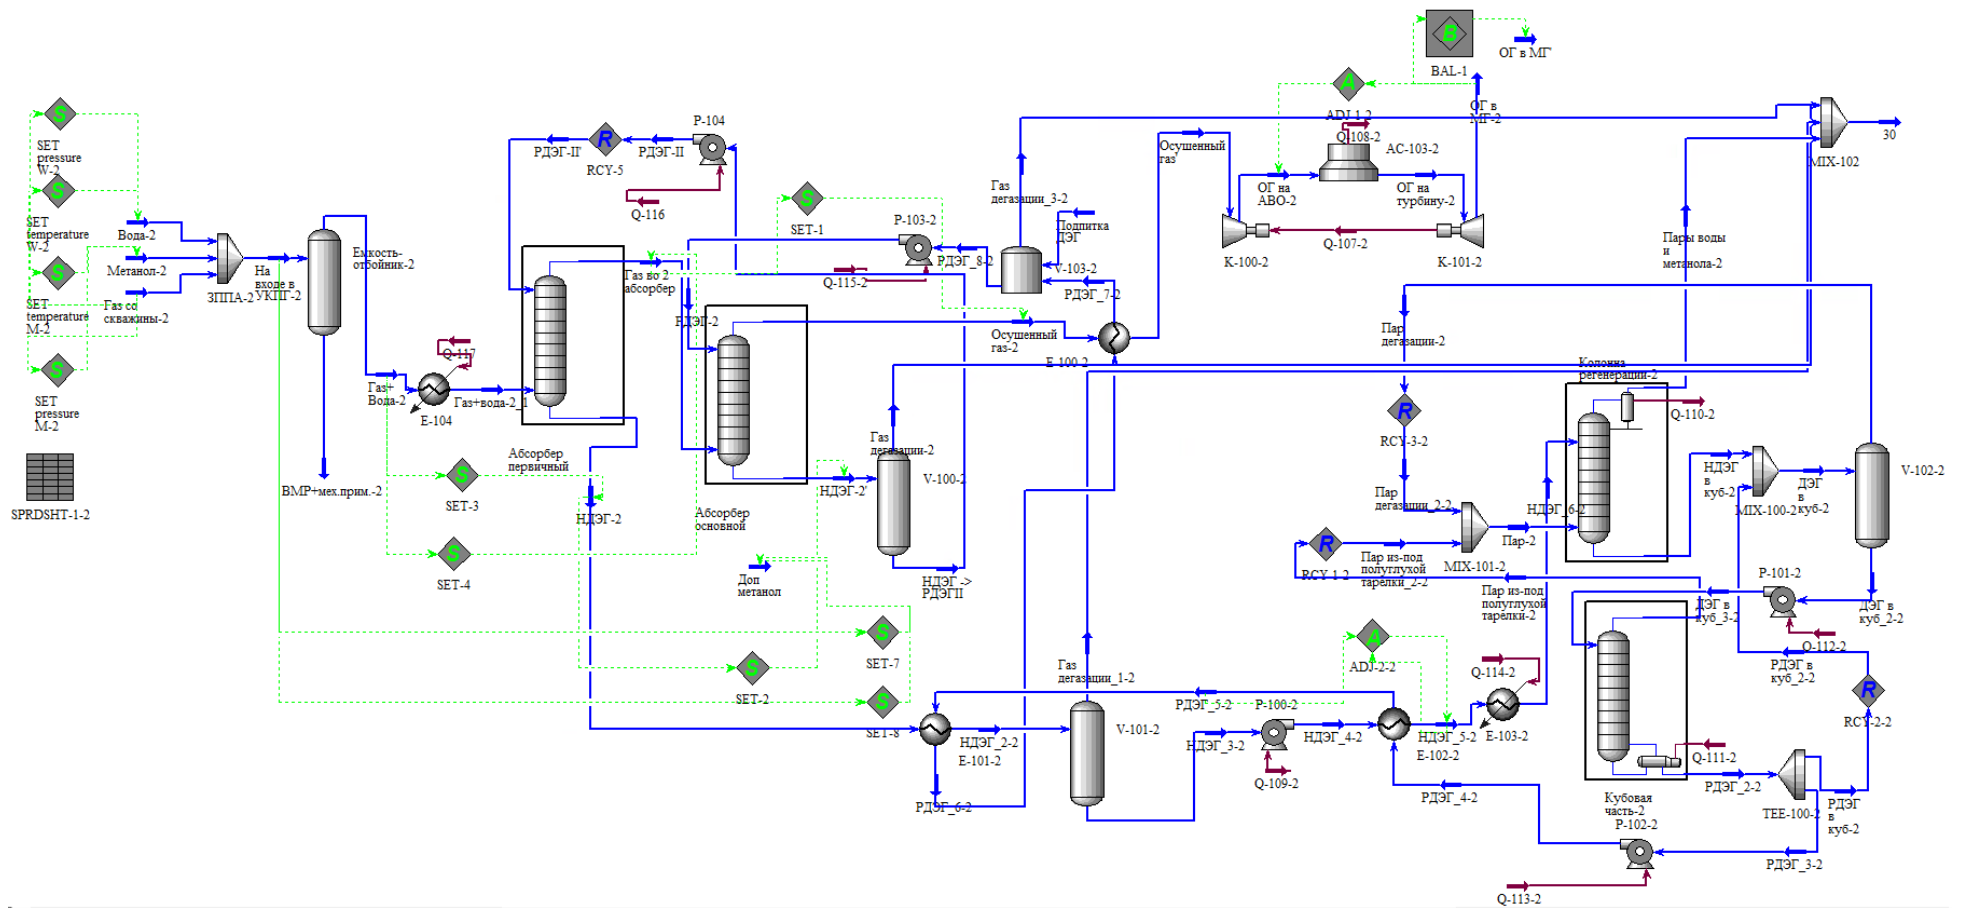 BAL-1
ОГ в МГ'
ADJ-1-2
ОГ в
МГ-2
Q-108-2
AC-103-2
MIX-102
30
SET
pressure
W-2
P-104
РДЭГ-II'
РДЭГ-II
RCY-5
Q-116
SET
temperature
W-2
Вода-2
Метанол-2
Газ со
скважины-2
ЗППА-2
На
входе в
УКПГ-2
Емкость-
отбойник-2
SET
temperature
M-2
SET
pressure
M-2
SPRDSHT-1-2
SET-1
P-103-2
РДЭГ_8-2
Q-115-2
Газ
дегазации_3-2
Подпитка
ДЭГ
V-103-2
РДЭГ_7-2
Осушенный
газ'
ОГ на
АВО-2
ОГ на
турбину-2
K-100-2
Q-107-2
K-101-2
Пары воды
и
метанола-2
Газ во 2
абсорбер
РДЭГ-2
Осушенный
газ-2
E-100-2
Пар
дегазации-2
Q-117
Газ+
Вода-2
E-104
Газ+вода-2_1
Абсорбер
первичный
ВМР+мех.прим.-2
SET-3
SET-4
НДЭГ-2
Абсорбер
основной
НДЭГ-2'
Газ
дегазации-2
V-100-2
НДЭГ ->
РДЭГII
Доп
метанол
Колонна
регенерации-2
Q-110-2
RCY-3-2
Пар
дегазации_2-2
НДЭГ_6-2
НДЭГ
в
куб-2
MIX-100-2
ДЭГ
в
куб-2
V-102-2
Пар-2
MIX-101-2
RCY-1-2
Пар из-под
полуглухой
тарелки_2-2
Пар из-под
полуглухой
тарелки-2
P-101-2
ДЭГ в
куб_3-2
ДЭГ в
куб_2-2
Q-112-2
РДЭГ в
куб_2-2
RCY-2-2
SET-7
SET-2
SET-8
ADJ-2-2
Газ
дегазации_1-2
РДЭГ_5-2
P-100-2
Q-114-2
НДЭГ_2-2
E-101-2
V-101-2
НДЭГ_3-2
НДЭГ_4-2
НДЭГ_5-2
E-102-2
E-103-2
Q-109-2
РДЭГ_6-2
РДЭГ_4-2
Q-111-2
РДЭГ_2-2
Кубовая
часть-2
TEE-100-2
РДЭГ
в
куб-2
P-102-2
РДЭГ_3-2
Q-113-2